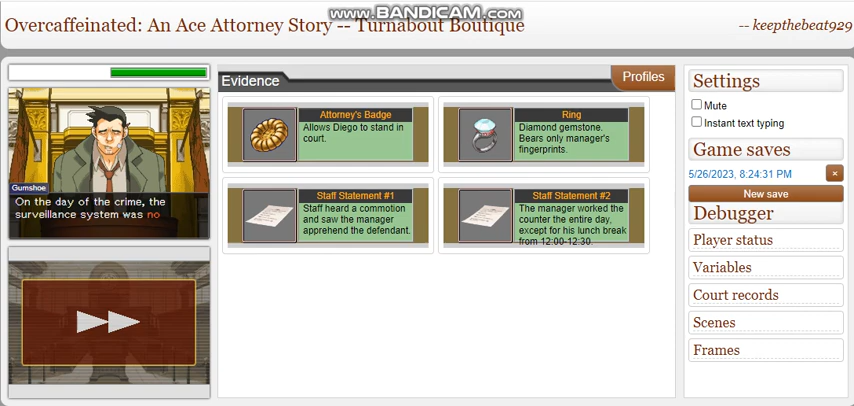 www.BANDICAM.com
Overcaffeinated: An Ace Attorney Story -- Turnabout Boutique
-- keepthebeat929
Gumshoe
On the day of the crime, the
surveillance system was no
Evidence
Profiles
Attorney's Badge
Allows Diego to stand in
court.
Ring
Diamond gemstone.
Bears only manager's
fingerprints.
Staff Statement #1
Staff heard a commotion
and saw the manager
apprehend the defendant.
Staff Statement #2
The manager worked the
counter the entire day,
except for his lunch break
from 12:00-12:30.
Settings
Mute
Instant text typing
Game saves
5/26/2023, 8:24:31 PM
×
New save
Debugger
Player status
Variables
Court records
Scenes
Frames